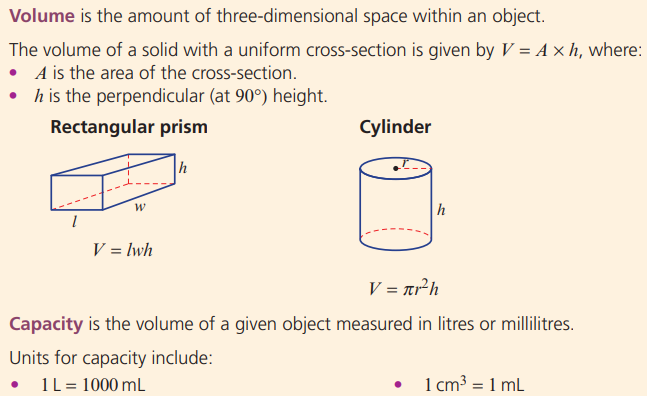 Volume is the amount of three-dimensional space within an object.
The volume of a solid with a uniform cross-section is given by V = A × h, where:
• A is the area of the cross-section.
• h is the perpendicular (at 90°) height.
Rectangular prism
h
w
l
V = lwh
Cylinder
r
h
V = πr²h
Capacity is the volume of a given object measured in litres or millilitres.
Units for capacity include:
• 1 L = 1000 mL
• 1 cm³ = 1 mL